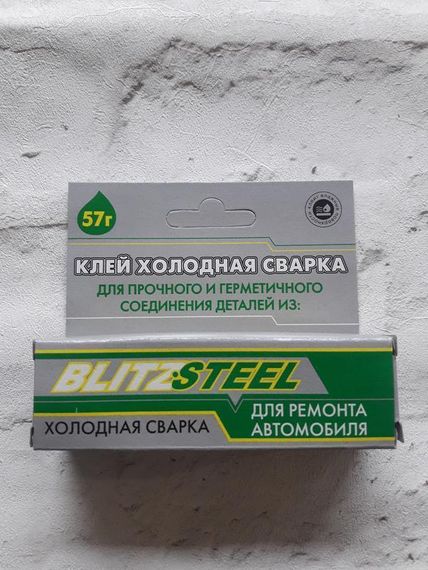 57г
КЛЕЙ ХОЛОДНАЯ СВАРКА
ДЛЯ ПРОЧНОГО И ГЕРМЕТИЧНОГО
СОЕДИНЕНИЯ ДЕТАЛЕЙ ИЗ:
BLITZ·STEEL
ХОЛОДНАЯ СВАРКА
ДЛЯ РЕМОНТА
АВТОМОБИЛЯ